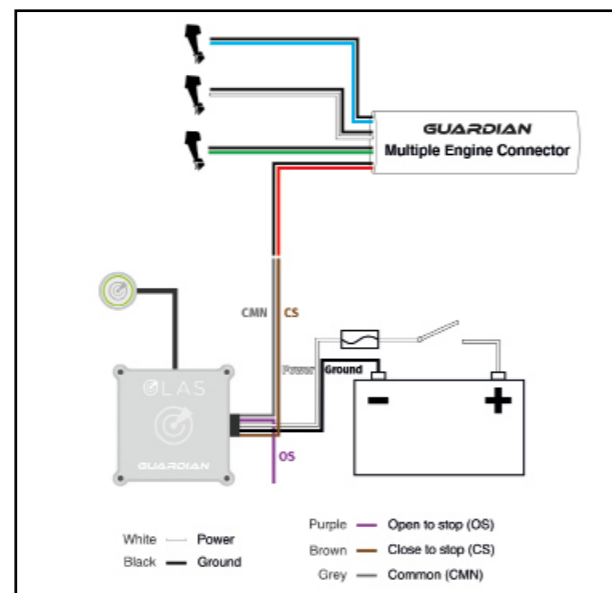 GUARDIAN
Multiple Engine Connector
CMN CS
Power Ground
OLAS
GUARDIAN
OS
- +
White Power
Black Ground
Purple Open to stop (OS)
Brown Close to stop (CS)
Grey Common (CMN)